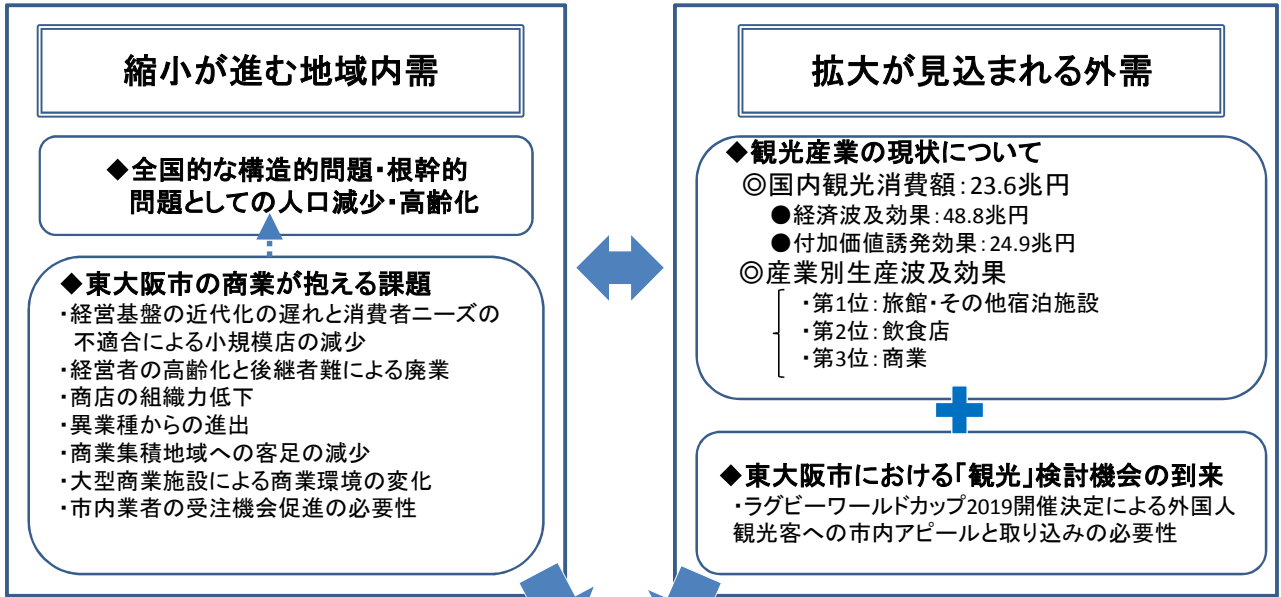 縮小が進む地域内需
◆全国的な構造的問題・根幹的
問題としての人口減少・高齢化
◆東大阪市の商業が抱える課題
・経営基盤の近代化の遅れと消費者ニーズの
不適合による小規模店の減少
・経営者の高齢化と後継者難による廃業
・商店の組織力低下
・異業種からの進出
・商業集積地域への客足の減少
・大型商業施設による商業環境の変化
・市内業者の受注機会促進の必要性
拡大が見込まれる外需
◆観光産業の現状について
◎国内観光消費額：23.6兆円
●経済波及効果：48.8兆円
●付加価値誘発効果：24.9兆円
◎産業別生産波及効果
・第1位：旅館・その他宿泊施設
・第2位：飲食店
・第3位：商業
◆東大阪市における「観光」検討機会の到来
・ラグビーワールドカップ2019開催決定による外国人
観光客への市内アピールと取り込みの必要性